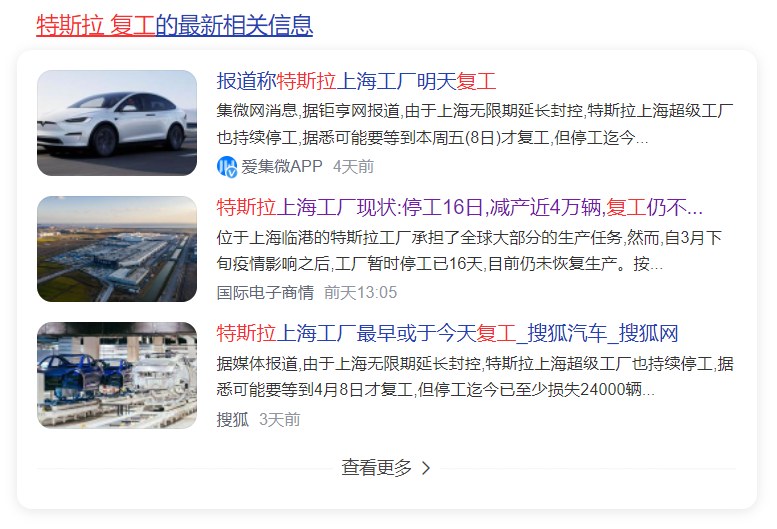 特斯拉 复工的最新相关信息
报道称特斯拉上海工厂明天复工
集微网消息,据钜亨网报道,由于上海无限期延长封控,特斯拉上海超级工厂
也持续停工,据悉可能要等到本周五(8日)才复工,但停工迄今...
爱集微APP 4天前
特斯拉上海工厂现状:停工16日,减产近4万辆,复工仍不...
位于上海临港的特斯拉工厂承担了全球大部分的生产任务,然而,自3月下
旬疫情影响之后,工厂暂时停工已16天,目前仍未恢复生产。按...
国际电子商情 前天13:05
特斯拉上海工厂最早或于今天复工_搜狐汽车_搜狐网
据媒体报道,由于上海无限期延长封控,特斯拉上海超级工厂也持续停工,据
悉可能要等到4月8日才复工,但停工迄今已至少损失24000辆...
搜狐 3天前
查看更多 >